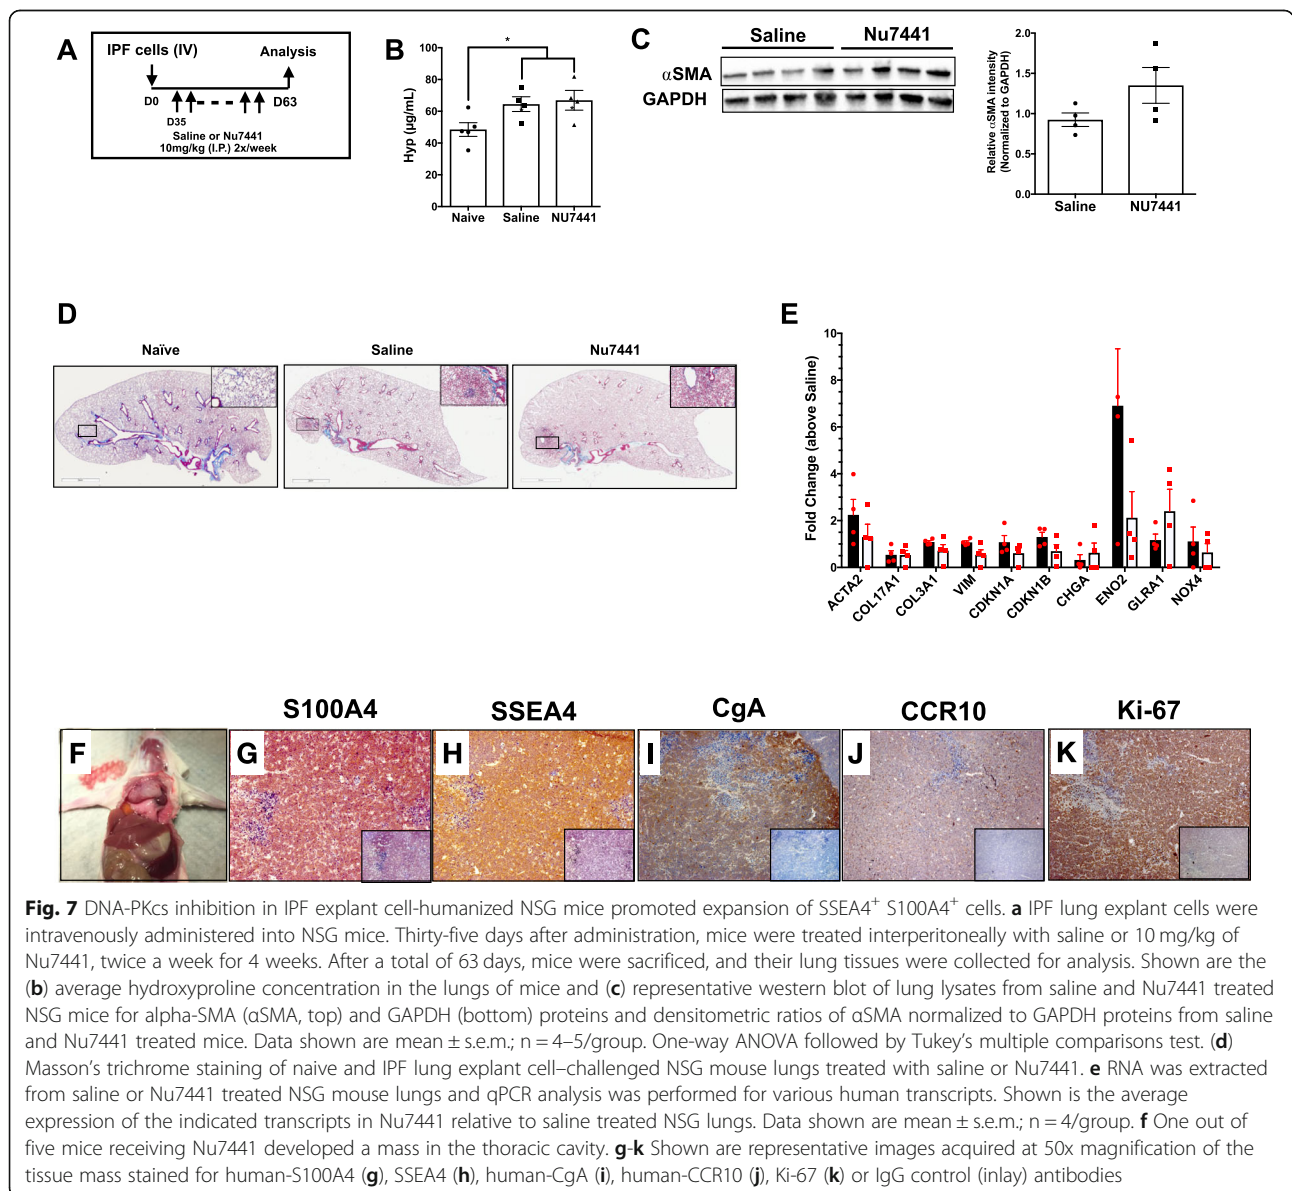 A
IPF cells (IV)
Analysis
D0
D35
D63
Saline or Nu7441
10mg/kg (I.P.) 2x/week
B
*
Hyp (µg/mL)
100
80
60
40
20
0
Naive Saline NU7441
C
Saline Nu7441
αSMA
GAPDH
Relative αSMA intensity
(Normalized to GAPDH)
2.0
1.5
1.0
0.5
0.0
Saline NU7441
D
Naïve Saline Nu7441
E
Fold Change (above Saline)
10
8
6
4
2
0
ACTA2
COL17A1
COL3A1
VIM
CDKN1A
CDKN1B
CHGA
ENO2
GLRA1
NOX4
S100A4 SSEA4 CgA CCR10 Ki-67
F G H I J K
Fig. 7 DNA-PKcs inhibition in IPF explant cell-humanized NSG mice promoted expansion of SSEA4⁺ S100A4⁺ cells. a IPF lung explant cells were
intravenously administered into NSG mice. Thirty-five days after administration, mice were treated interperitoneally with saline or 10 mg/kg of
Nu7441, twice a week for 4 weeks. After a total of 63 days, mice were sacrificed, and their lung tissues were collected for analysis. Shown are the
(b) average hydroxyproline concentration in the lungs of mice and (c) representative western blot of lung lysates from saline and Nu7441 treated
NSG mice for alpha-SMA (αSMA, top) and GAPDH (bottom) proteins and densitometric ratios of αSMA normalized to GAPDH proteins from saline
and Nu7441 treated mice. Data shown are mean ± s.e.m.; n = 4–5/group. One-way ANOVA followed by Tukey's multiple comparisons test. (d)
Masson's trichrome staining of naive and IPF lung explant cell–challenged NSG mouse lungs treated with saline or Nu7441. e RNA was extracted
from saline or Nu7441 treated NSG mouse lungs and qPCR analysis was performed for various human transcripts. Shown is the average
expression of the indicated transcripts in Nu7441 relative to saline treated NSG lungs. Data shown are mean ± s.e.m.; n = 4/group. f One out of
five mice receiving Nu7441 developed a mass in the thoracic cavity. g-k Shown are representative images acquired at 50x magnification of the
tissue mass stained for human-S100A4 (g), SSEA4 (h), human-CgA (i), human-CCR10 (j), Ki-67 (k) or IgG control (inlay) antibodies